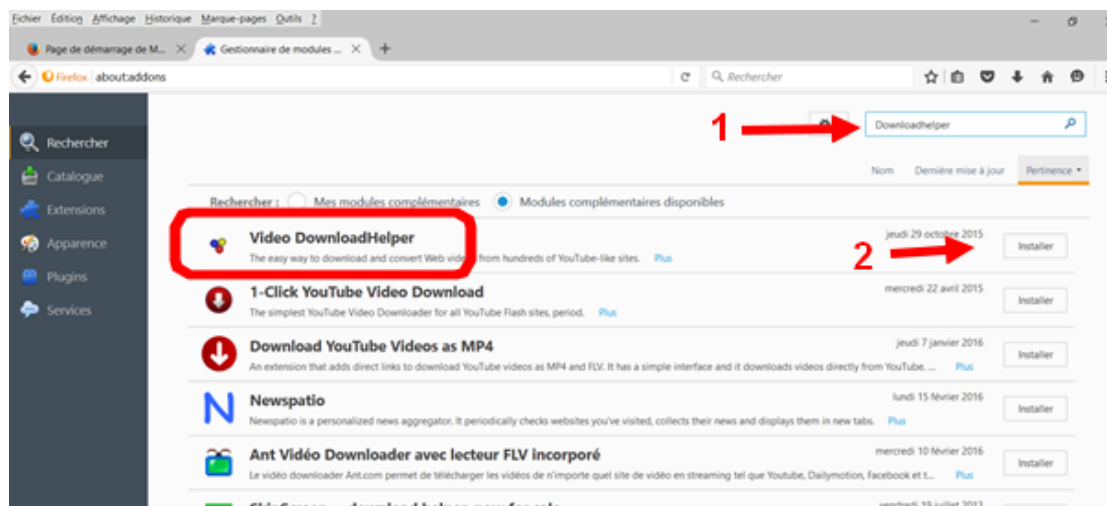 Fichier Édition Affichage Historique Marque-pages Outils ?
Page de démarrage de M... × Gestionnaire de modules ... × +
Firefox about:addons Rechercher
1 Downloadhelper
Rechercher
Nom Dernière mise à jour Pertinence
Catalogue
Rechercher : Mes modules complémentaires Modules complémentaires disponibles
Extensions
Video DownloadHelper jeudi 29 octobre 2015
Apparence
2 Installer
The easy way to download and convert Web videos from hundreds of YouTube-like sites. Plus
Plugins
1-Click YouTube Video Download mercredi 22 avril 2015
Installer
Services
The simplest YouTube Video Downloader for all YouTube Flash sites, period. Plus
Download YouTube Videos as MP4 jeudi 7 janvier 2016
Installer
An extension that adds direct links to download YouTube videos as MP4 and FLV. It has a simple interface and it downloads videos directly from YouTube. ... Plus
Newspatio lundi 15 février 2016
Installer
Newspatio is a personalized news aggregator. It periodically checks websites you've visited, collects their news and displays them in new tabs. Plus
Ant Vidéo Downloader avec lecteur FLV incorporé mercredi 10 février 2016
Installer
Le vidéo downloader Ant.com permet de télécharger les vidéos de n'importe quel site de vidéo en streaming tel que Youtube, Dailymotion, Facebook et t... Plus